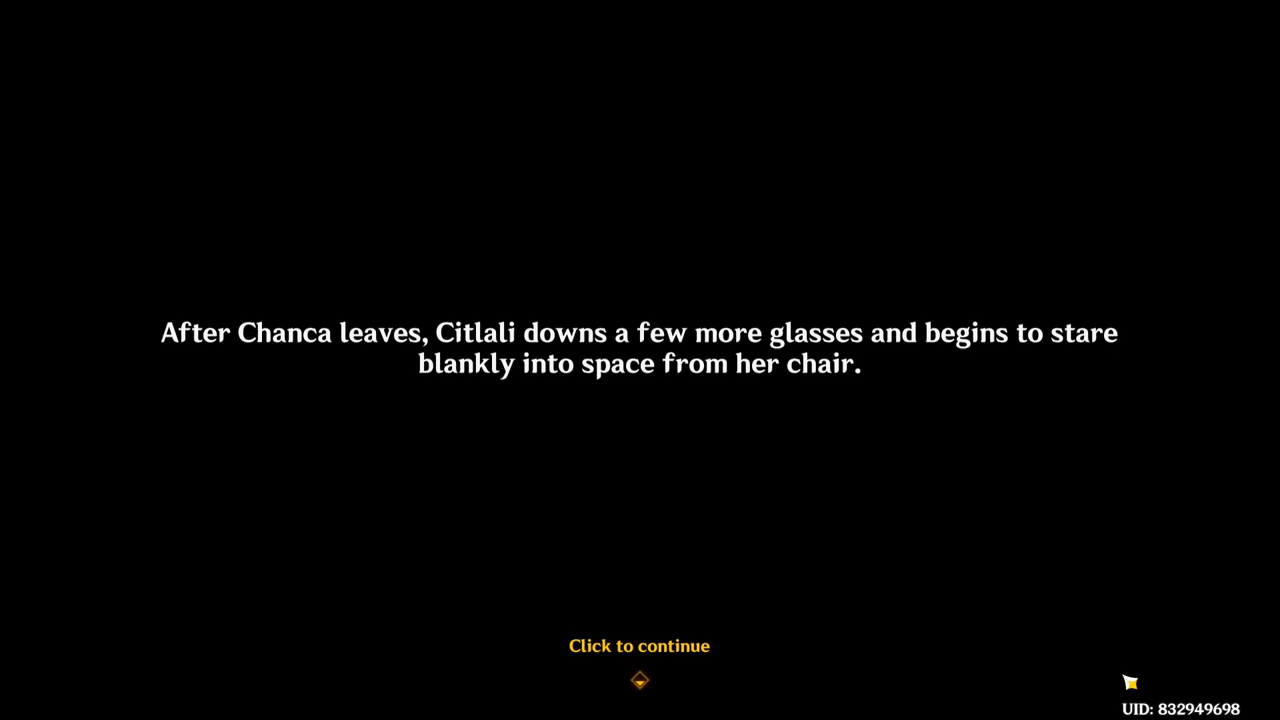 After Chanca leaves, Citlali downs a few more glasses and begins to stare
blankly into space from her chair.
Click to continue
UID: 832949698